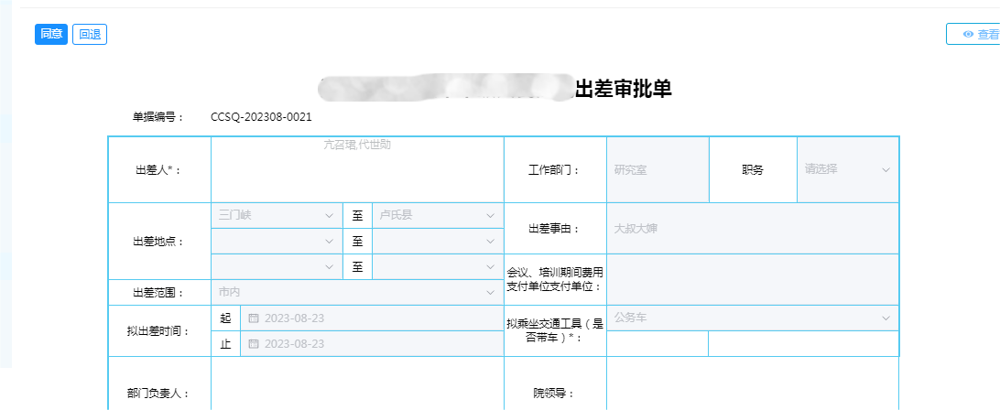 同意 回退 查看
出差审批单
单据编号： CCSQ-202308-0021
出差人*： 亢召珺,代世勋 工作部门： 研究室 职务 请选择
出差地点： 三门峡 至 卢氏县 出差事由： 大叔大婶
至
至
会议、培训期间费用
支付单位支付单位：
出差范围： 市内
拟出差时间： 起 2023-08-23 拟乘坐交通工具（是
否带车）*： 公务车
止 2023-08-23
部门负责人： 院领导：